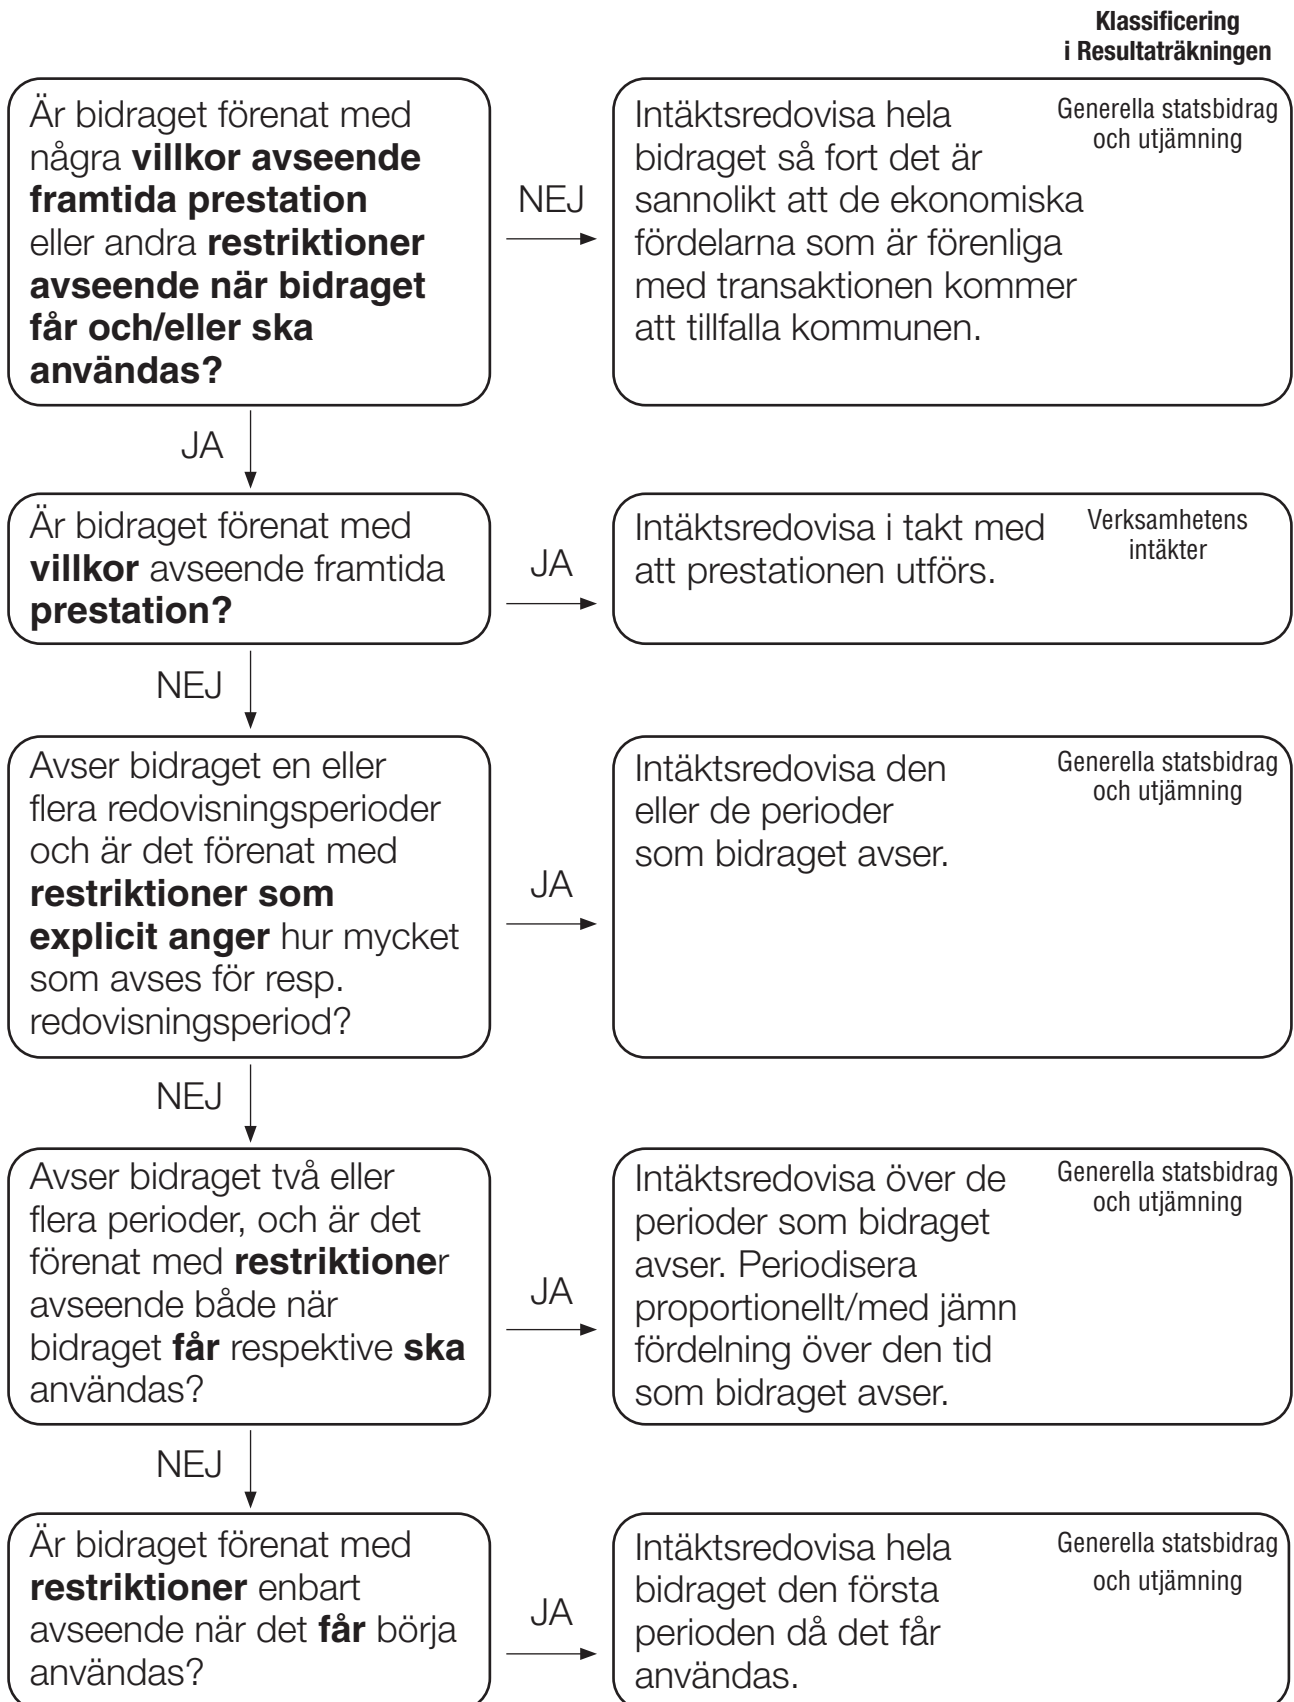 Klassificering
i Resultaträkningen
Är bidraget förenat med
några villkor avseende
framtida prestation
eller andra restriktioner
avseende när bidraget
får och/eller ska
användas?
NEJ
Intäktsredovisa hela
bidraget så fort det är
sannolikt att de ekonomiska
fördelarna som är förenliga
med transaktionen kommer
att tillfalla kommunen.
Generella statsbidrag
och utjämning
JA
Är bidraget förenat med
villkor avseende framtida
prestation?
JA
Intäktsredovisa i takt med
att prestationen utförs.
Verksamhetens
intäkter
NEJ
Avser bidraget en eller
flera redovisningsperioder
och är det förenat med
restriktioner som
explicit anger hur mycket
som avses för resp.
redovisningsperiod?
JA
Intäktsredovisa den
eller de perioder
som bidraget avser.
Generella statsbidrag
och utjämning
NEJ
Avser bidraget två eller
flera perioder, och är det
förenat med restriktioner
avseende både när
bidraget får respektive ska
användas?
JA
Intäktsredovisa över de
perioder som bidraget
avser. Periodisera
proportionellt/med jämn
fördelning över den tid
som bidraget avser.
Generella statsbidrag
och utjämning
NEJ
Är bidraget förenat med
restriktioner enbart
avseende när det får börja
användas?
JA
Intäktsredovisa hela
bidraget den första
perioden då det får
användas.
Generella statsbidrag
och utjämning